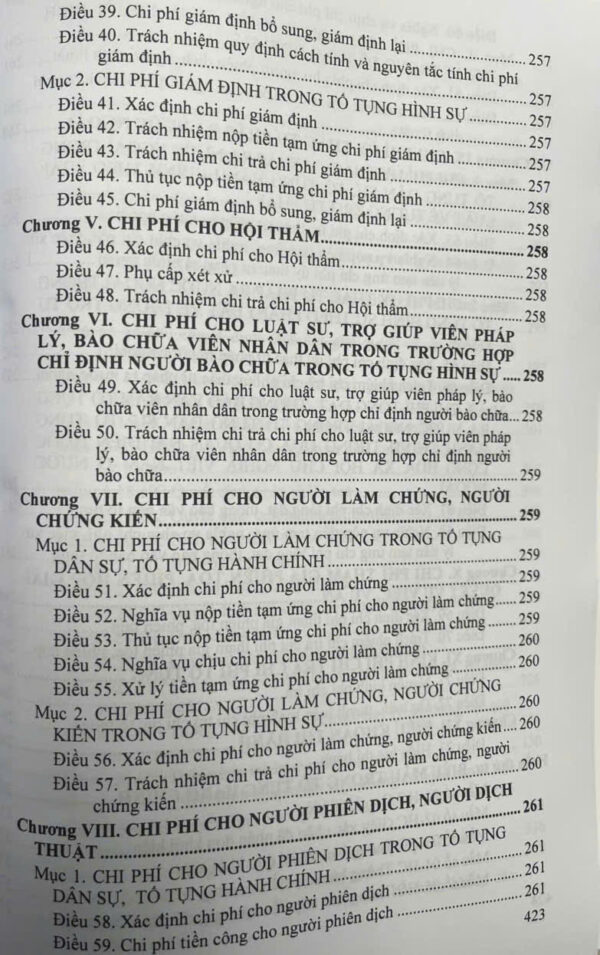 Điều 39. Chi phí giám định bổ sung, giám định lại ........ 257
Điều 40. Trách nhiệm quy định cách tính và nguyên tắc tính chi phí
giám định ........ 257
Mục 2. CHI PHÍ GIÁM ĐỊNH TRONG TỐ TỤNG HÌNH SỰ ........ 257
Điều 41. Xác định chi phí giám định ........ 257
Điều 42. Trách nhiệm nộp tiền tạm ứng chi phí giám định ........ 257
Điều 43. Trách nhiệm chi trả chi phí giám định ........ 257
Điều 44. Thủ tục nộp tiền tạm ứng chi phí giám định ........ 258
Điều 45. Chi phí giám định bổ sung, giám định lại ........ 258
Chương V. CHI PHÍ CHO HỘI THẨM ........ 258
Điều 46. Xác định chi phí cho Hội thẩm ........ 258
Điều 47. Phụ cấp xét xử ........ 258
Điều 48. Trách nhiệm chi trả chi phí cho Hội thẩm ........ 258
Chương VI. CHI PHÍ CHO LUẬT SƯ, TRỢ GIÚP VIÊN PHÁP
LÝ, BÀO CHỮA VIÊN NHÂN DÂN TRONG TRƯỜNG HỢP
CHỈ ĐỊNH NGƯỜI BÀO CHỮA TRONG TỐ TỤNG HÌNH SỰ ..... 258
Điều 49. Xác định chi phí cho luật sư, trợ giúp viên pháp lý, bào
chữa viên nhân dân trong trường hợp chỉ định người bào chữa... 258
Điều 50. Trách nhiệm chi trả chi phí cho luật sư, trợ giúp viên pháp
lý, bào chữa viên nhân dân trong trường hợp chỉ định người
bào chữa ........ 259
Chương VII. CHI PHÍ CHO NGƯỜI LÀM CHỨNG, NGƯỜI
CHỨNG KIẾN ........ 259
Mục 1. CHI PHÍ CHO NGƯỜI LÀM CHỨNG TRONG TỐ TỤNG
DÂN SỰ, TỐ TỤNG HÀNH CHÍNH ........ 259
Điều 51. Xác định chi phí cho người làm chứng ........ 259
Điều 52. Nghĩa vụ nộp tiền tạm ứng chi phí cho người làm chứng ..... 259
Điều 53. Thủ tục nộp tiền tạm ứng chi phí cho người làm chứng ...... 259
Điều 54. Nghĩa vụ chịu chi phí cho người làm chứng ........ 260
Điều 55. Xử lý tiền tạm ứng chi phí cho người làm chứng ........ 260
Mục 2. CHI PHÍ CHO NGƯỜI LÀM CHỨNG, NGƯỜI CHỨNG
KIẾN TRONG TỐ TỤNG HÌNH SỰ ........ 260
Điều 56. Xác định chi phí cho người làm chứng, người chứng kiến .... 260
Điều 57. Trách nhiệm chi trả chi phí cho người làm chứng, người
chứng kiến ........ 260
Chương VIII. CHI PHÍ CHO NGƯỜI PHIÊN DỊCH, NGƯỜI DỊCH
THUẬT ........ 261
Mục 1. CHI PHÍ CHO NGƯỜI PHIÊN DỊCH TRONG TỐ TỤNG
DÂN SỰ, TỐ TỤNG HÀNH CHÍNH ........ 261
Điều 58. Xác định chi phí cho người phiên dịch ........ 261
Điều 59. Chi phí tiền công cho người phiên dịch ........ 261
423